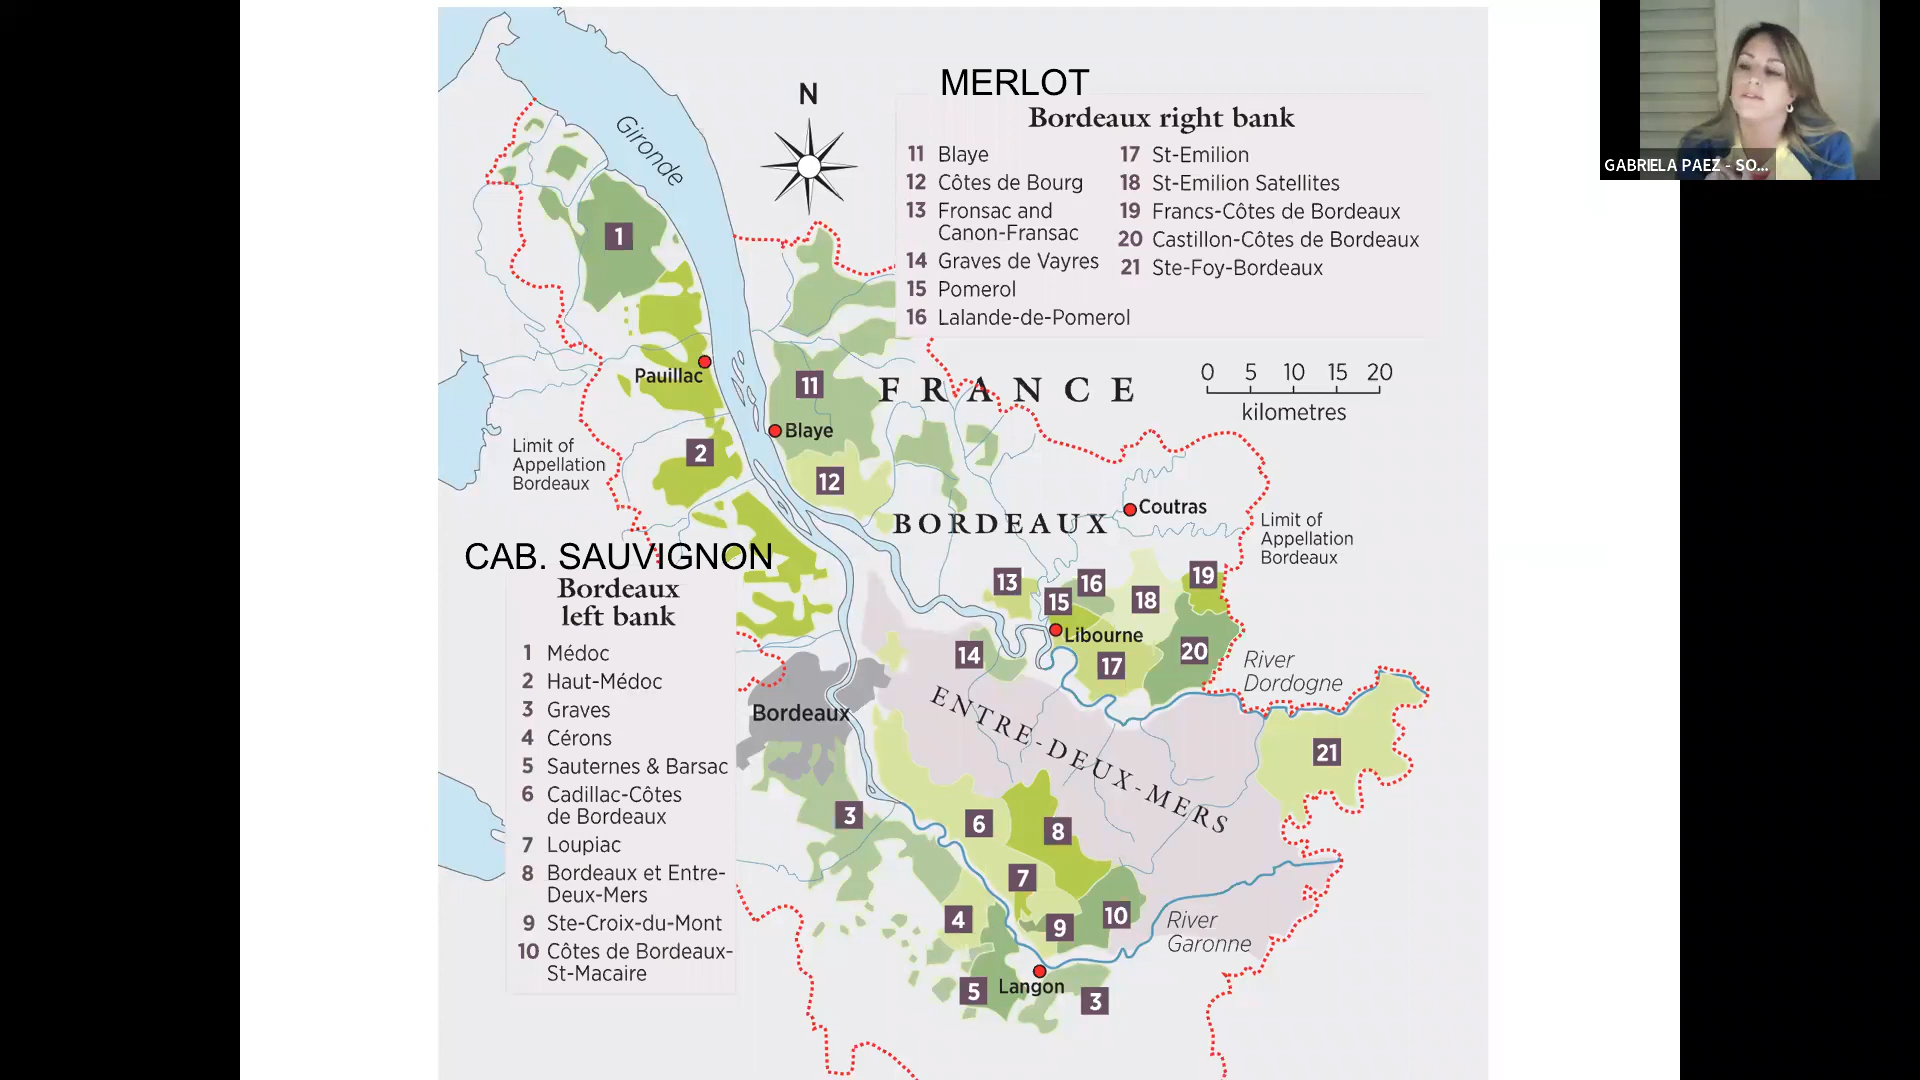 GABRIELA PAEZ - SO...
MERLOT
Bordeaux right bank
11 Blaye
12 Côtes de Bourg
13 Fronsac and
Canon-Fransac
14 Graves de Vayres
15 Pomerol
16 Lalande-de-Pomerol
17 St-Emilion
18 St-Emilion Satellites
19 Francs-Côtes de Bordeaux
20 Castillon-Côtes de Bordeaux
21 Ste-Foy-Bordeaux
N
Gironde
1
Pauillac
2
11
Blaye
12
FRANCE
0 5 10 15 20
kilometres
Limit of
Appellation
Bordeaux
BORDEAUX
Coutras
Limit of
Appellation
Bordeaux
CAB. SAUVIGNON
Bordeaux
left bank
1 Médoc
2 Haut-Médoc
3 Graves
4 Cérons
5 Sauternes & Barsac
6 Cadillac-Côtes
de Bordeaux
7 Loupiac
8 Bordeaux et Entre-
Deux-Mers
9 Ste-Croix-du-Mont
10 Côtes de Bordeaux-
St-Macaire
13
16
19
15
18
Libourne
14
17
20
River
Dordogne
Bordeaux
ENTRE-DEUX-MERS
21
3
6
8
7
4
9
10
River
Garonne
5
Langon
3